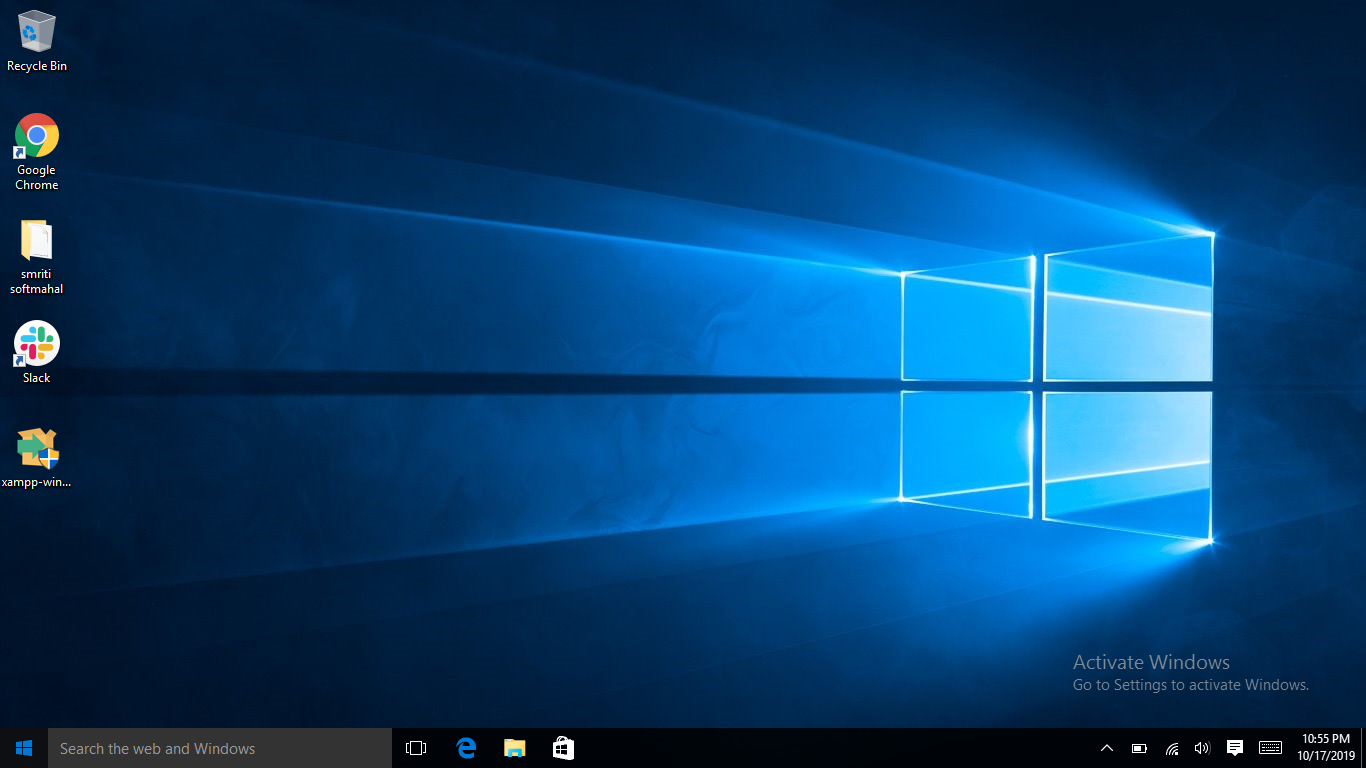 Recycle Bin
Google
Chrome
smriti
softmahal
Slack
xampp-win...
Activate Windows
Go to Settings to activate Windows.
Search the web and Windows
10:55 PM
10/17/2019